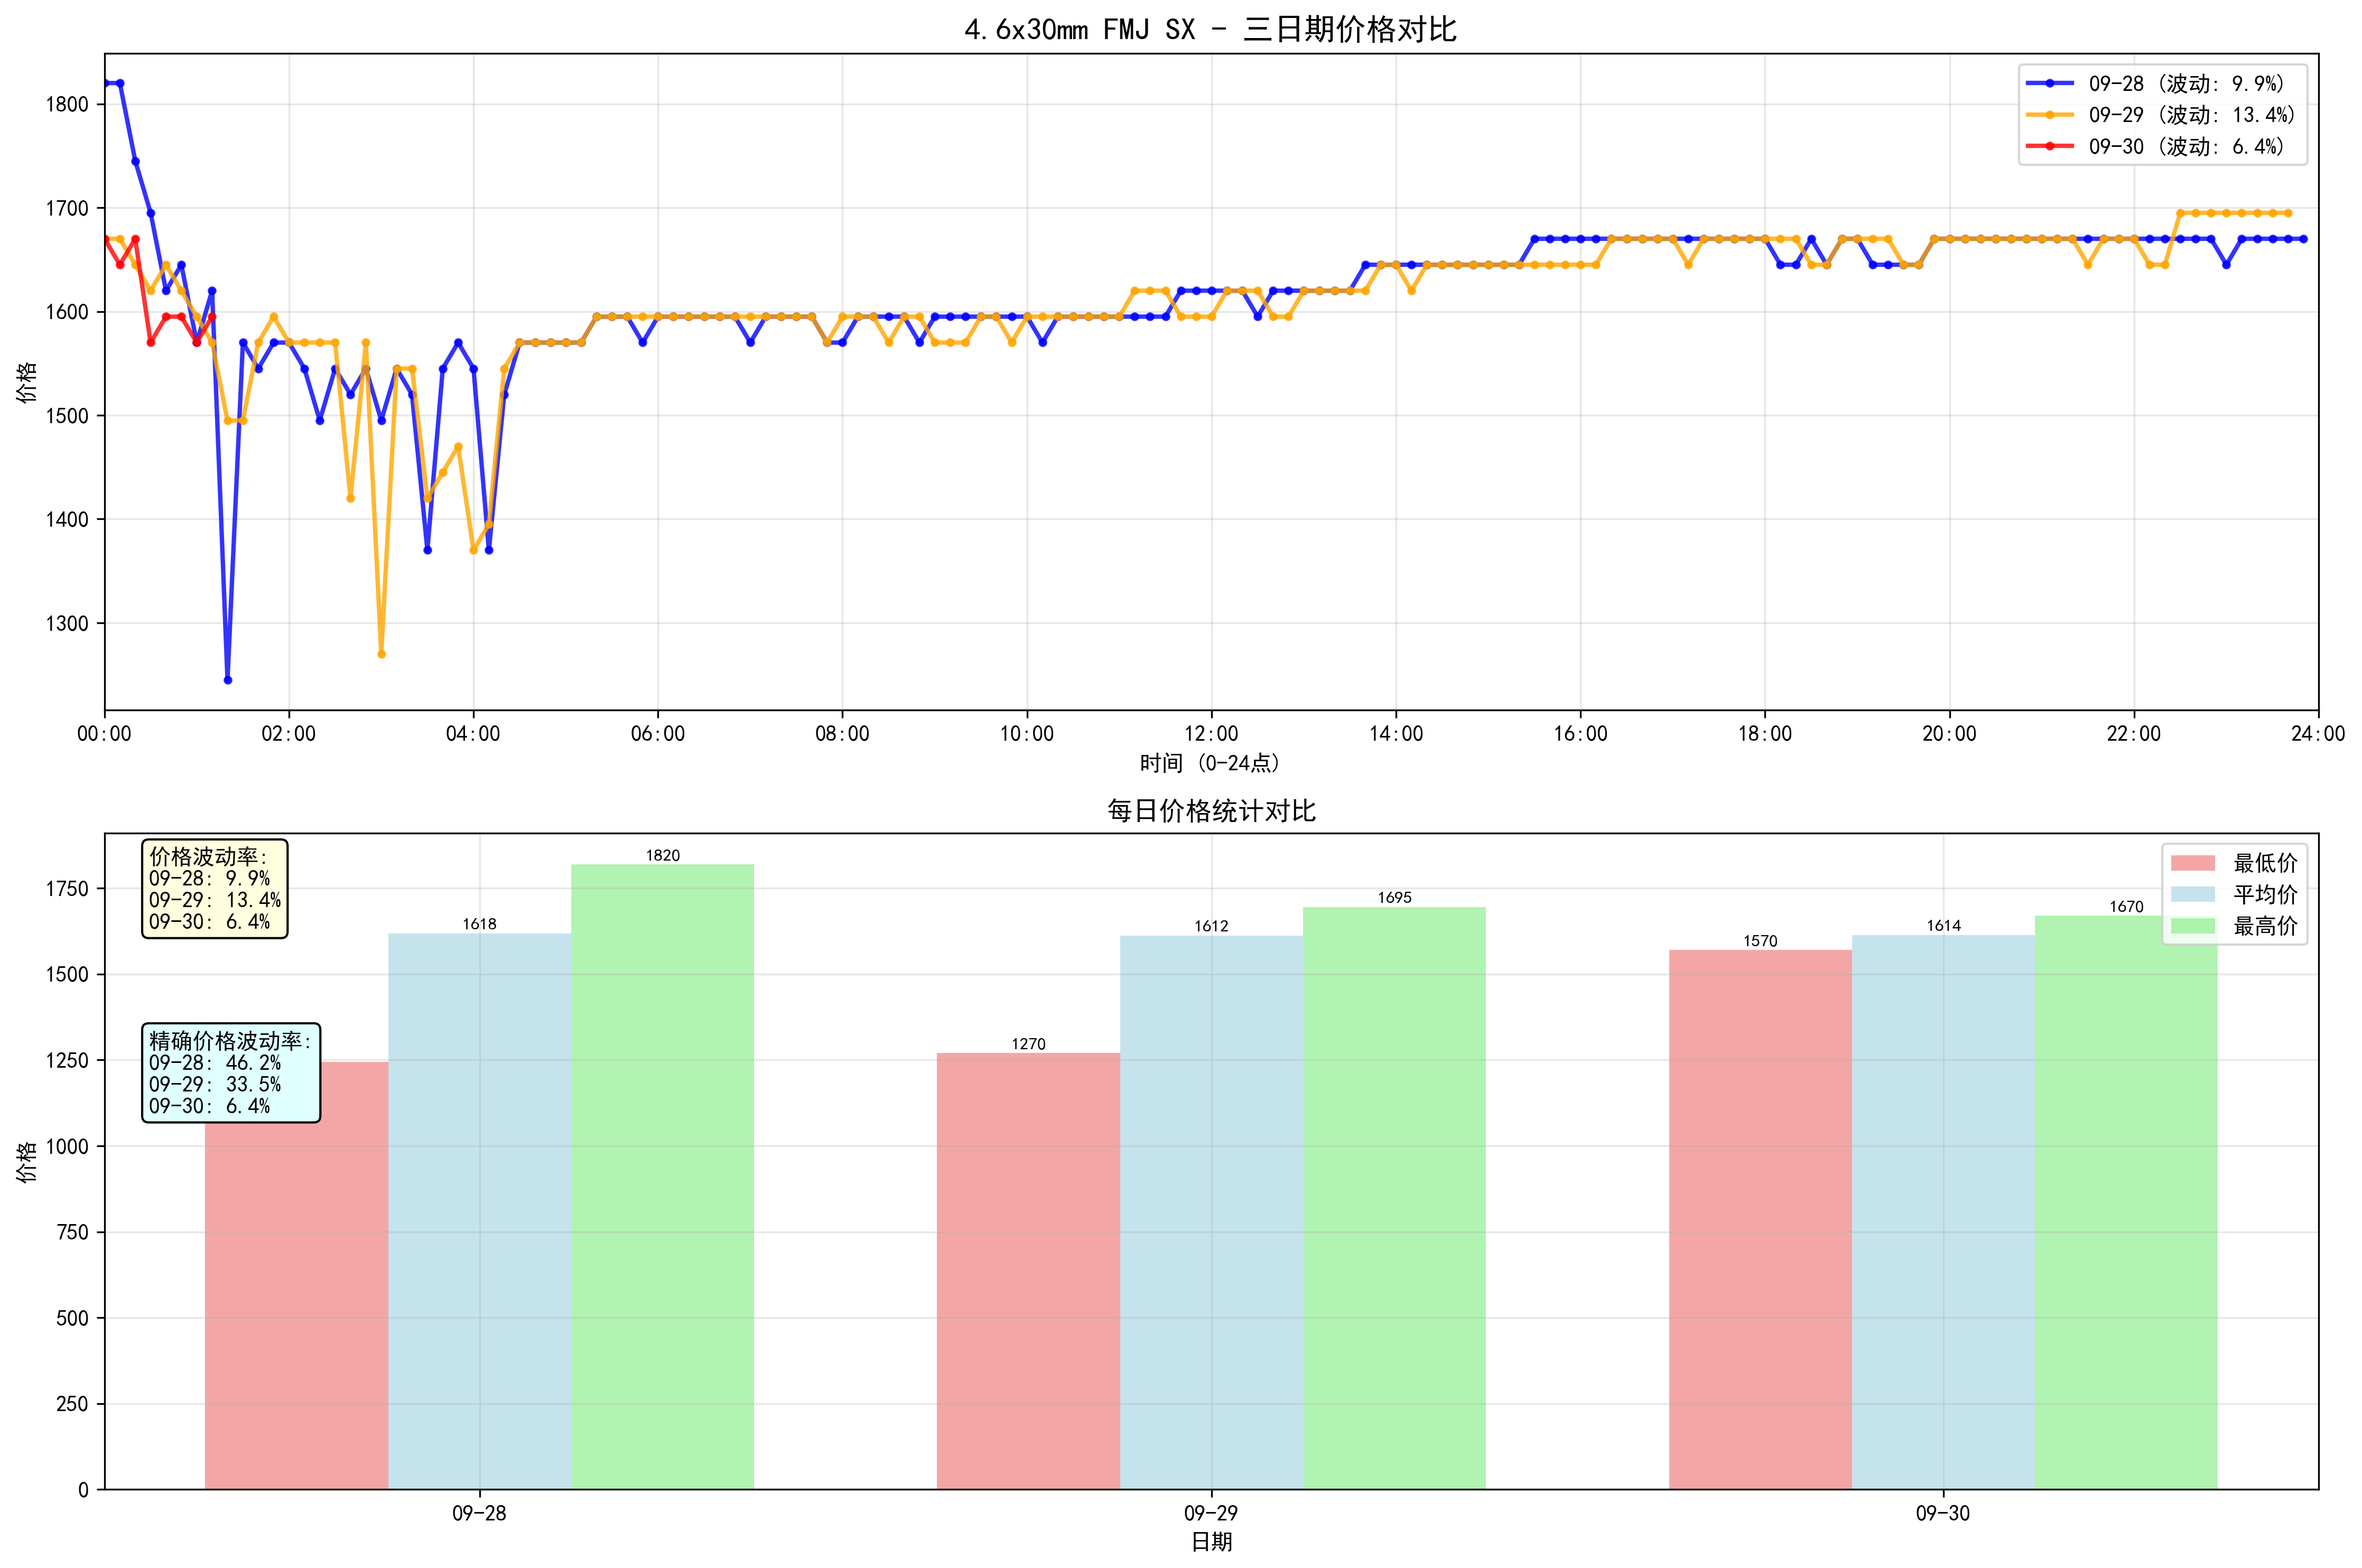 4.6x30mm FMJ SX - 三日期价格对比
09-28 (波动: 9.9%)
09-29 (波动: 13.4%)
09-30 (波动: 6.4%)
价格
1800
1700
1600
1500
1400
1300
00:00 02:00 04:00 06:00 08:00 10:00 12:00 14:00 16:00 18:00 20:00 22:00 24:00
时间 (0-24点)
每日价格统计对比
价格波动率:
09-28: 9.9%
09-29: 13.4%
09-30: 6.4%
精确价格波动率:
09-28: 46.2%
09-29: 33.5%
09-30: 6.4%
最低价
平均价
最高价
1618
1820
1270
1612
1695
1570
1614
1670
价格
1750
1500
1250
1000
750
500
250
0
09-28 09-29 09-30
日期